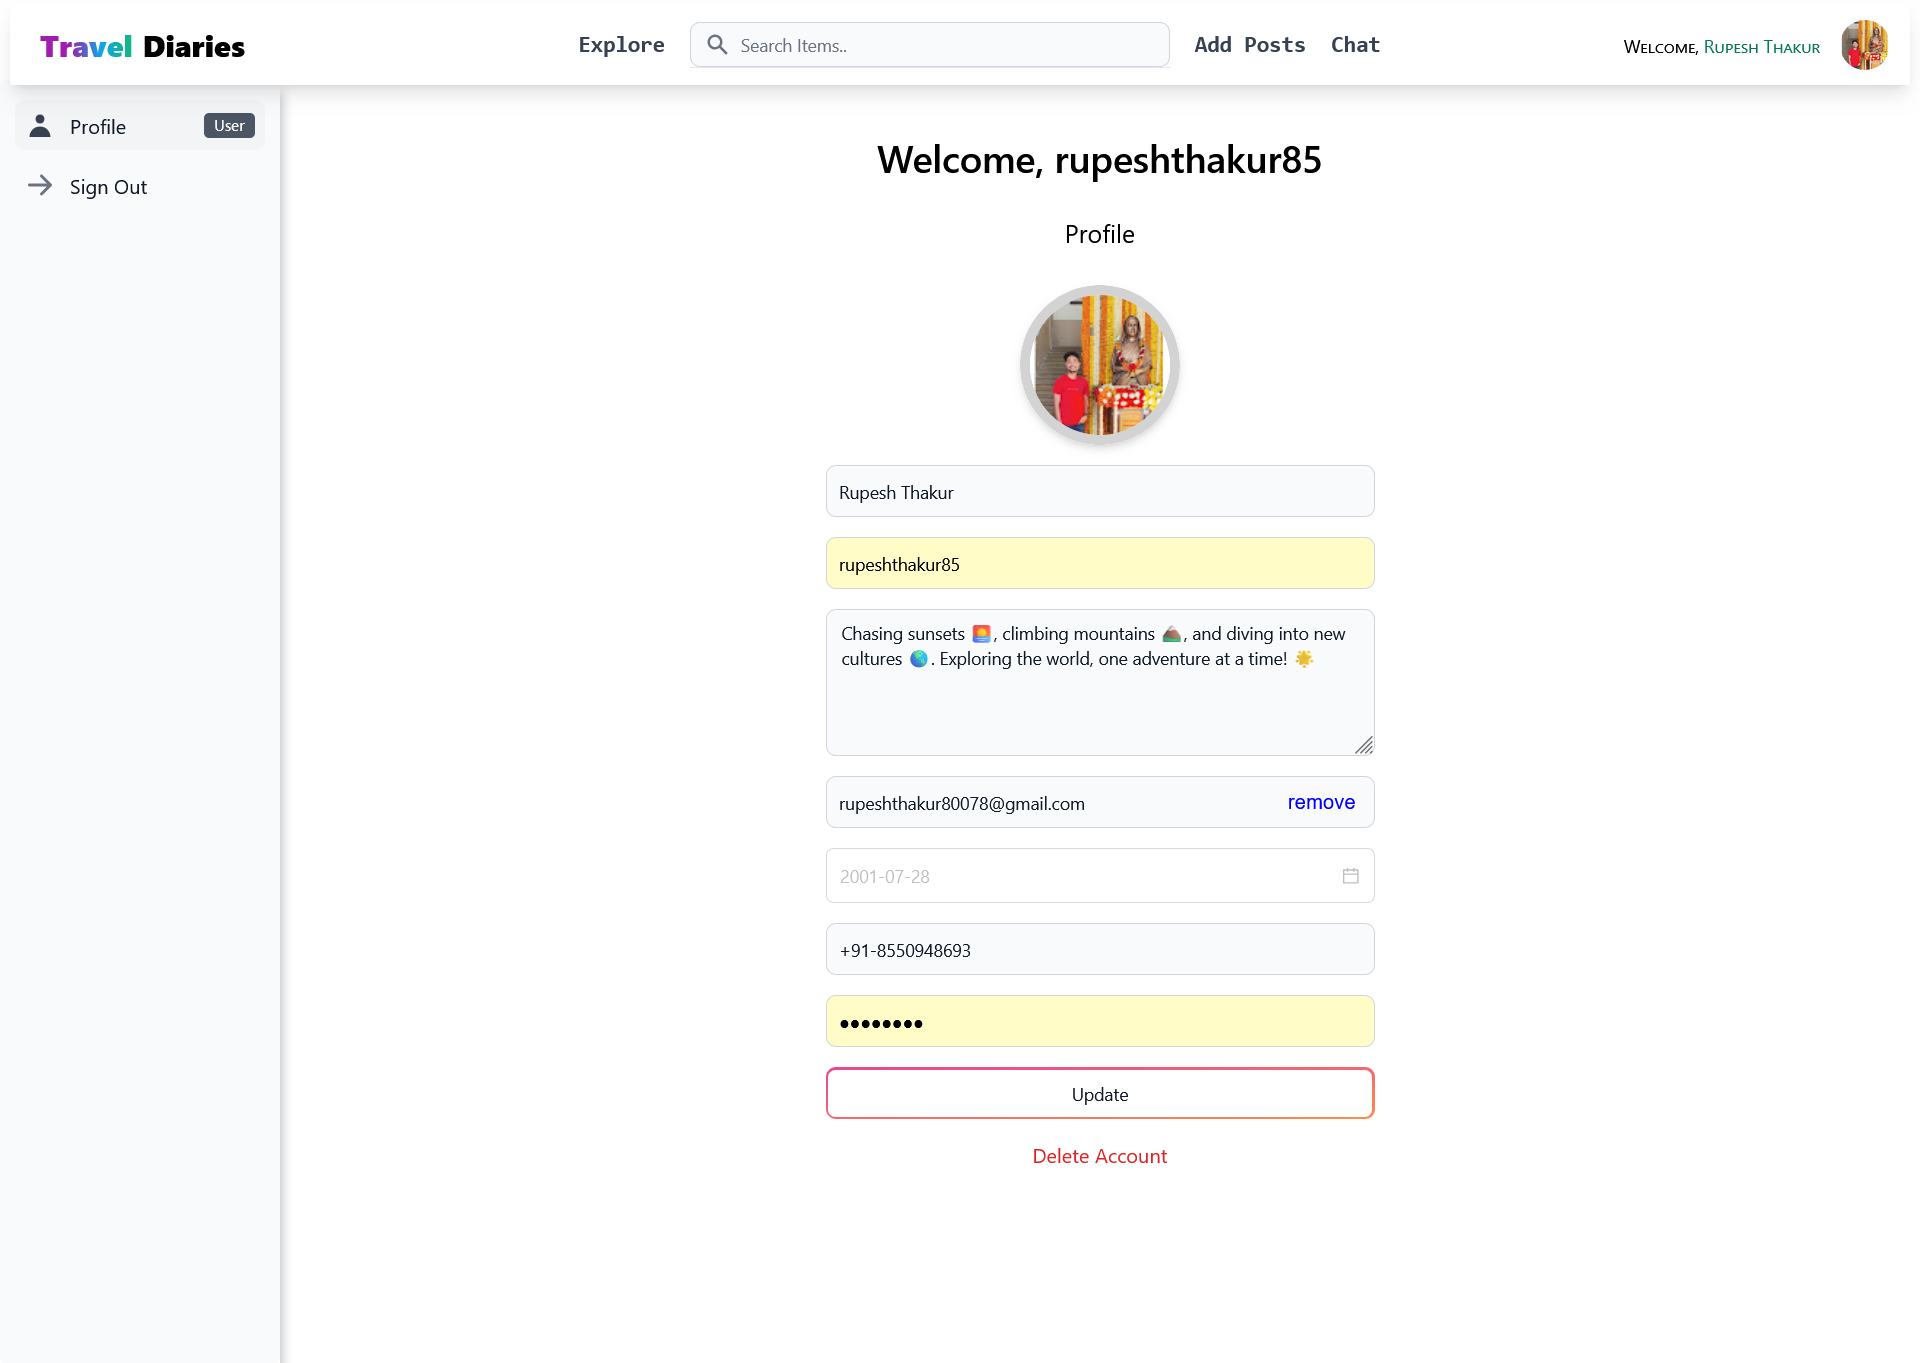 Travel Diaries
Explore
Search Items..
Add Posts
Chat
Welcome, Rupesh Thakur
Profile
User
Sign Out
Welcome, rupeshthakur85
Profile
Rupesh Thakur
rupeshthakur85
Chasing sunsets 🌅, climbing mountains ⛰️, and diving into new
cultures 🌎. Exploring the world, one adventure at a time! 🌟
rupeshthakur80078@gmail.com
remove
2001-07-28
+91-8550948693
••••••••
Update
Delete Account